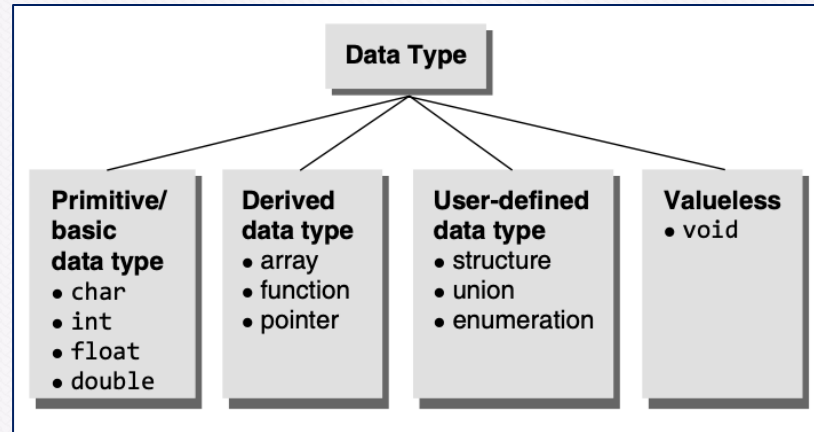 Data Type
Primitive/
basic
data type
• char
• int
• float
• double
Derived
data type
• array
• function
• pointer
User-defined
data type
• structure
• union
• enumeration
Valueless
• void